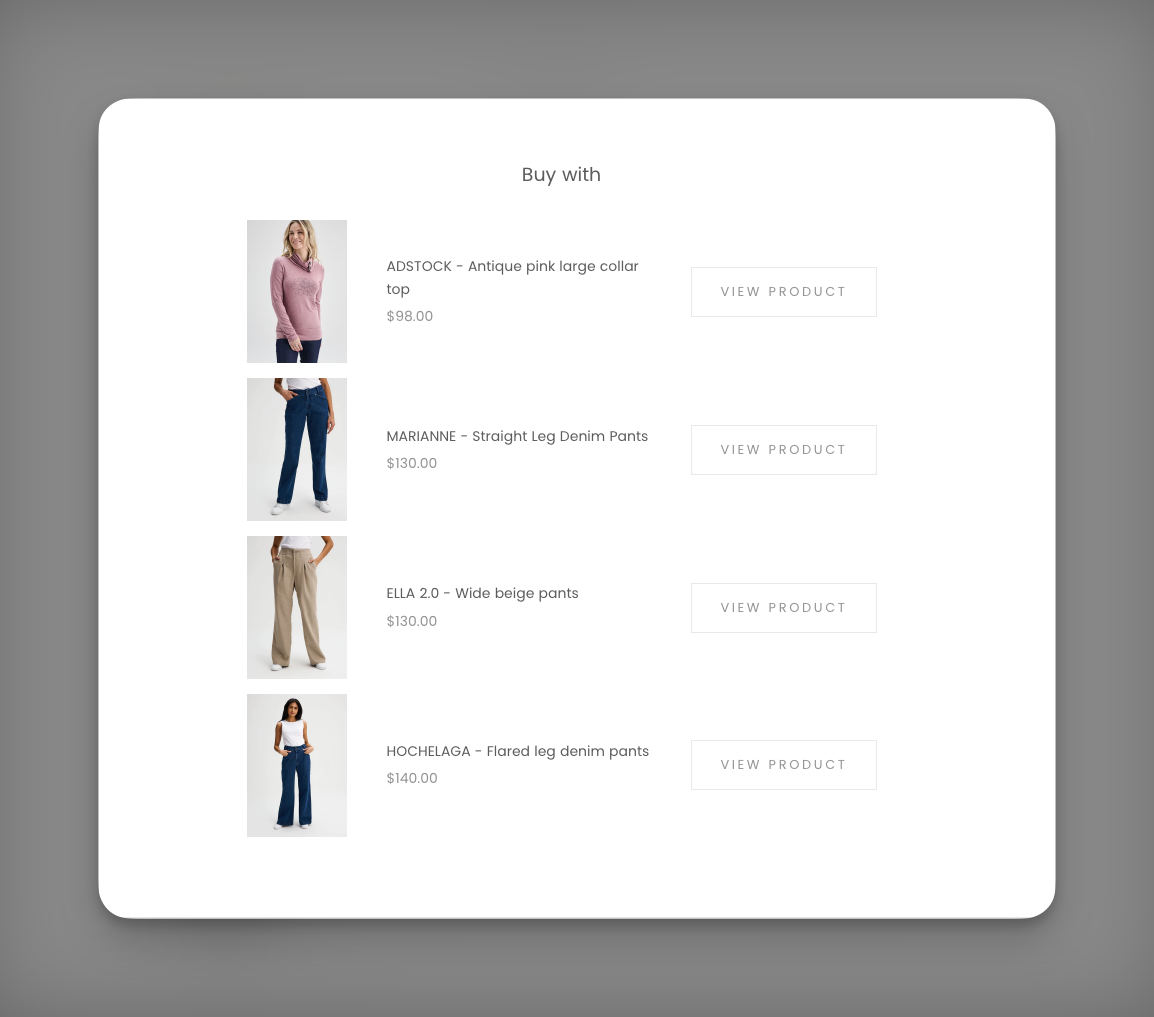 Buy with
ADSTOCK - Antique pink large collar
top
$98.00
VIEW PRODUCT
MARIANNE - Straight Leg Denim Pants
$130.00
VIEW PRODUCT
ELLA 2.0 - Wide beige pants
$130.00
VIEW PRODUCT
HOCHELAGA - Flared leg denim pants
$140.00
VIEW PRODUCT